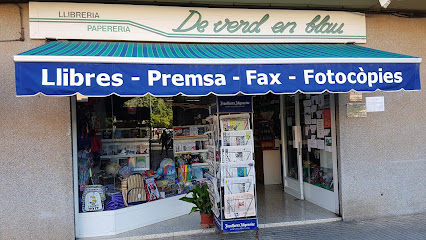 LLIBRERIA
PAPERERIA
De verd en blau
Llibres - Premsa - Fax - Fotocòpies